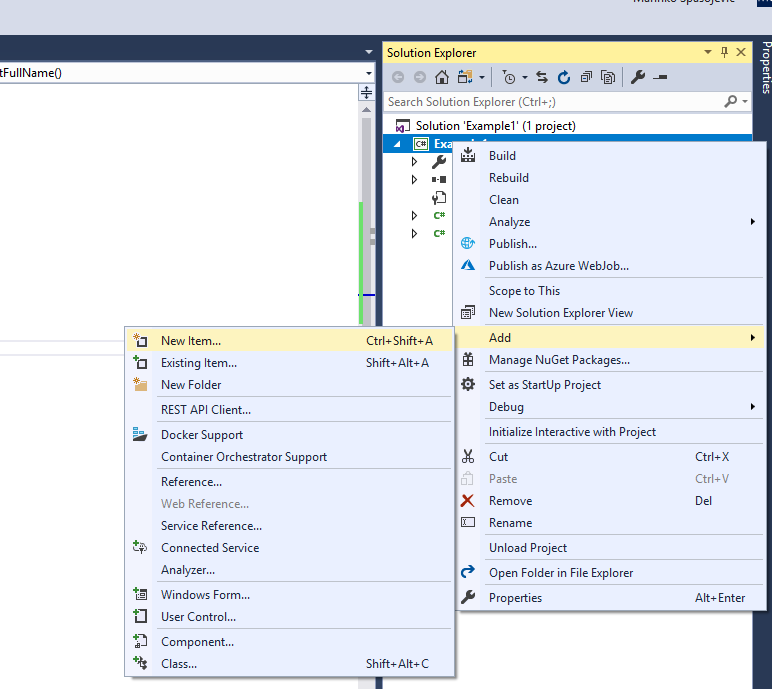 tFullName()
Solution Explorer
Properties
Search Solution Explorer (Ctrl+;)
Solution 'Example1' (1 project)
C#
C#
C#
Build
Rebuild
Clean
Analyze
Publish...
Publish as Azure WebJob...
Scope to This
New Solution Explorer View
Add
Manage NuGet Packages...
Set as StartUp Project
Debug
Initialize Interactive with Project
Cut Ctrl+X
Paste Ctrl+V
Remove Del
Rename
Unload Project
Open Folder in File Explorer
Properties Alt+Enter
New Item... Ctrl+Shift+A
Existing Item... Shift+Alt+A
New Folder
REST API Client...
Docker Support
Container Orchestrator Support
Reference...
Web Reference...
Service Reference...
Connected Service
Analyzer...
Windows Form...
User Control...
Component...
Class... Shift+Alt+C